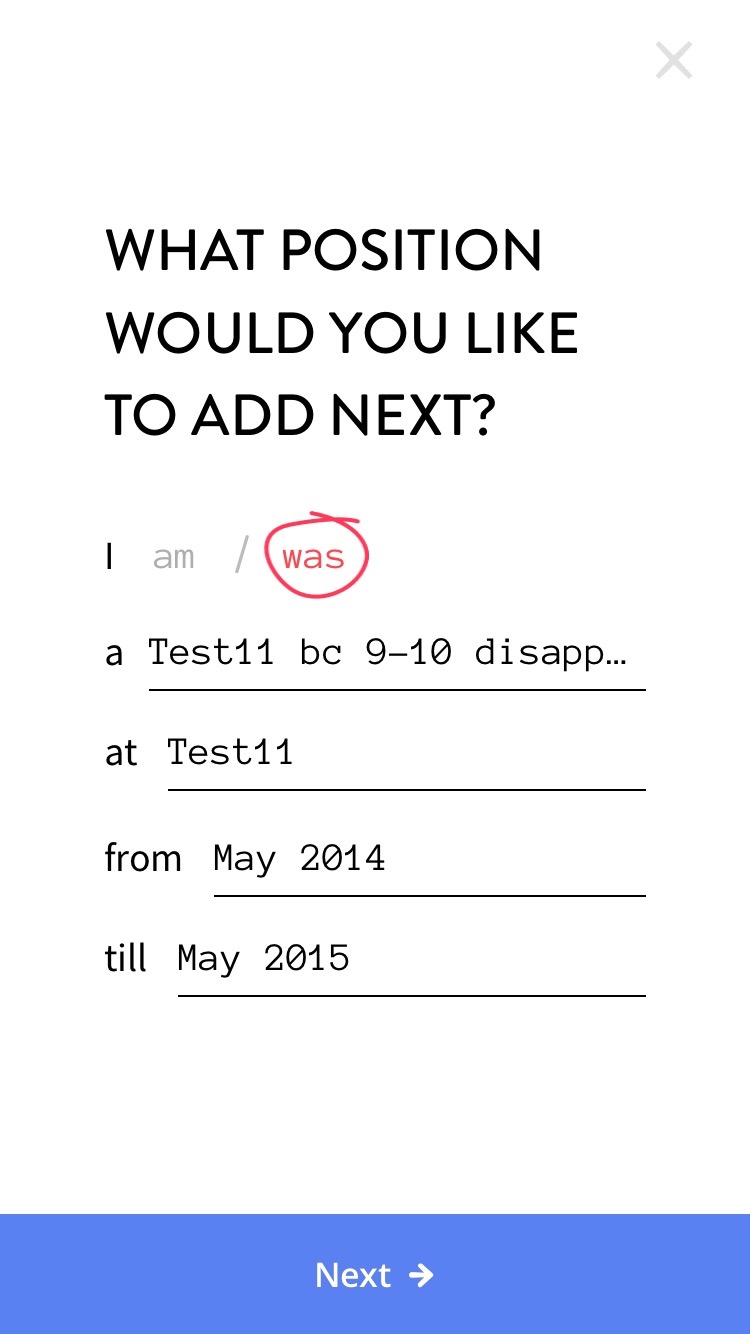 WHAT POSITION
WOULD YOU LIKE
TO ADD NEXT?
I am / was
a Test11 bc 9-10 disapp…
at Test11
from May 2014
till May 2015
Next →